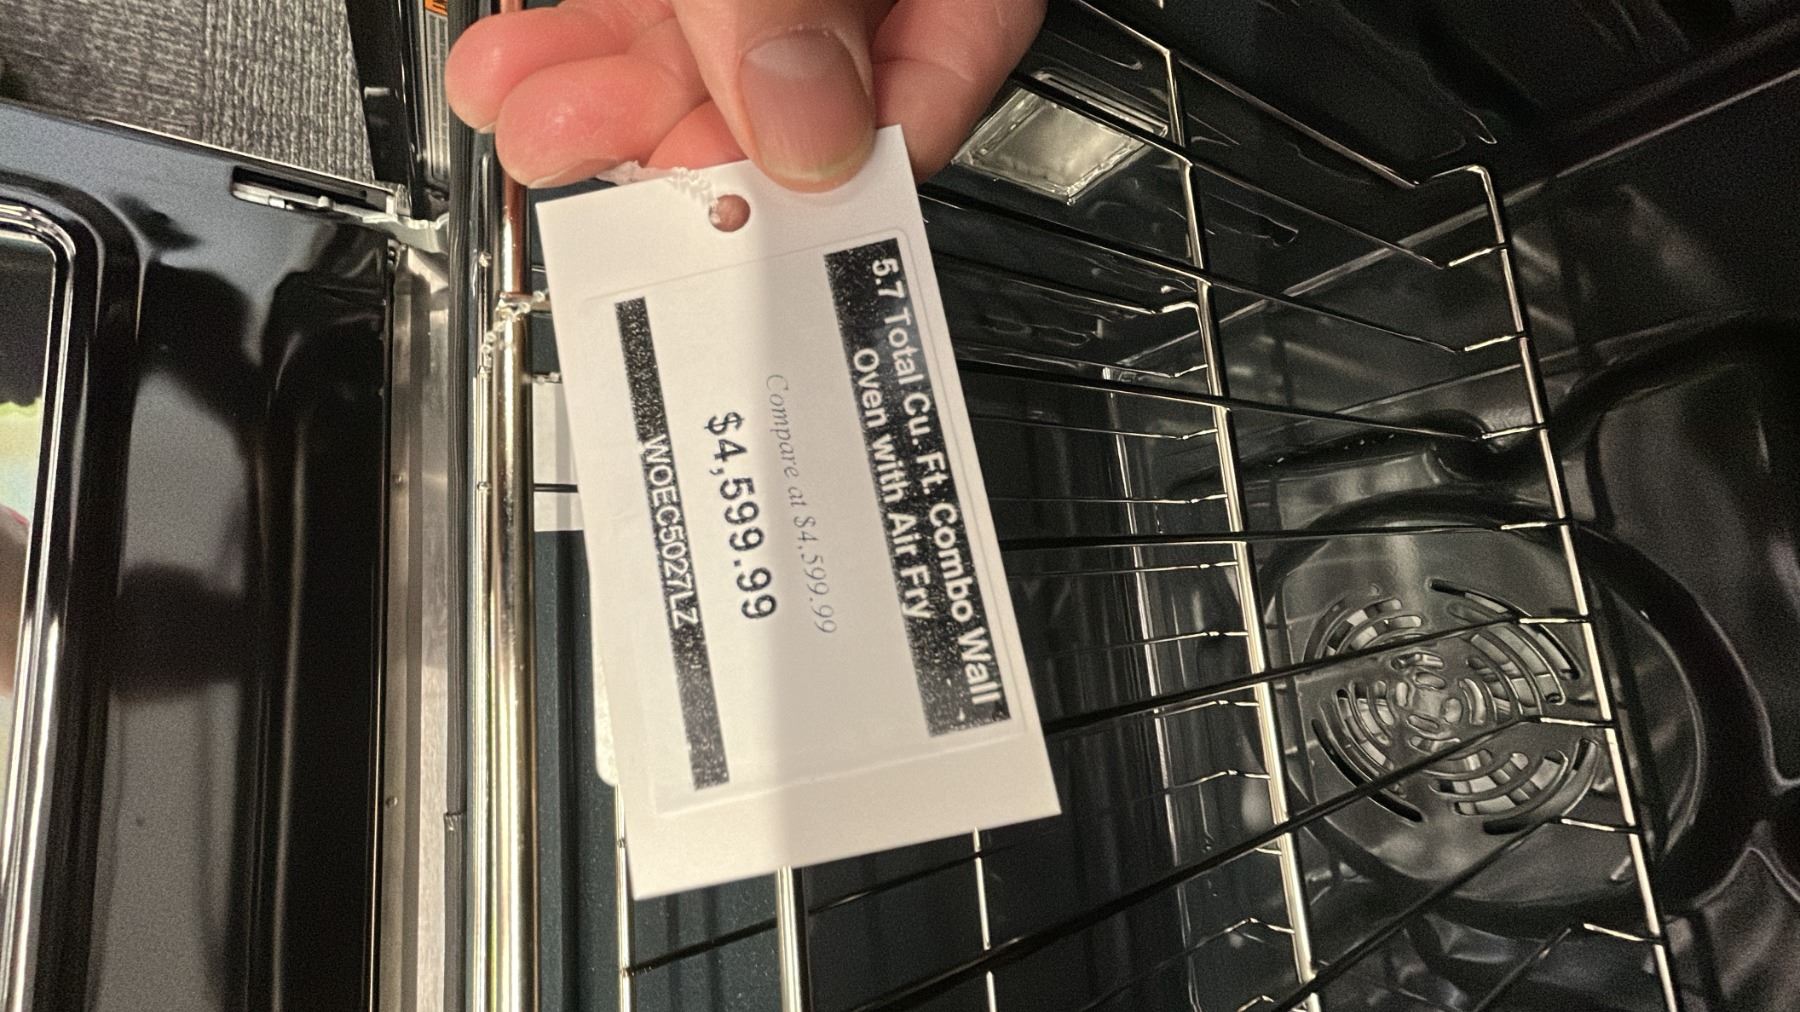 5.7 Total Cu. Ft. Combo Wall
Oven with Air Fry
Compare at $4,599.99
$4,599.99
WOEC5027LZ